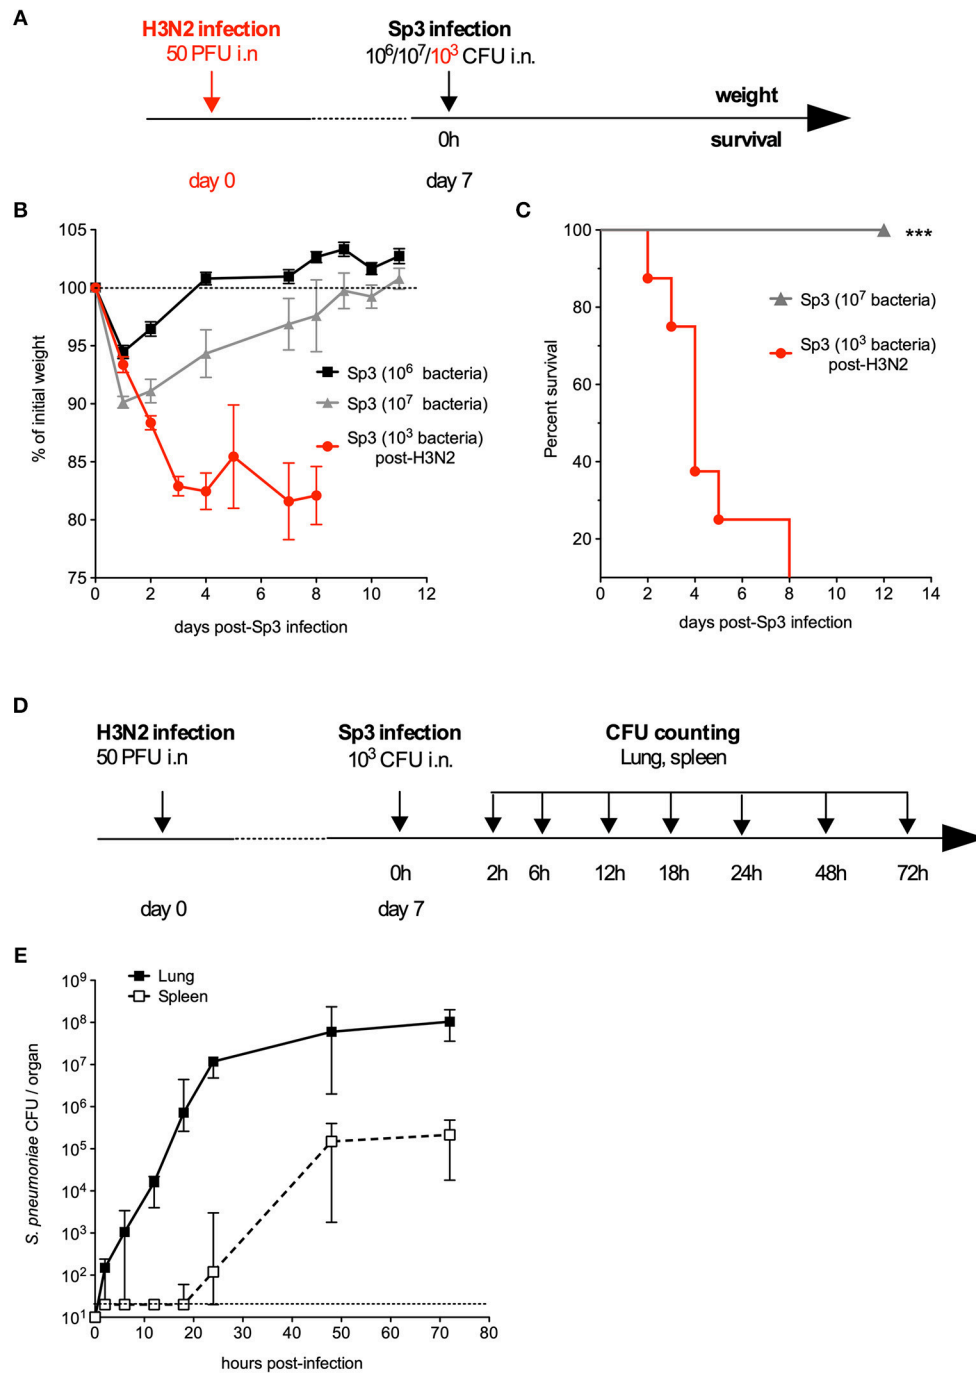 A
H3N2 infection
50 PFU i.n
Sp3 infection
10⁶/10⁷/10³ CFU i.n.
weight
0h
survival
day 0
day 7
B
105
100
95
90
85
80
75
% of initial weight
0 2 4 6 8 10 12
days post-Sp3 infection
Sp3 (10⁶ bacteria)
Sp3 (10⁷ bacteria)
Sp3 (10³ bacteria)
post-H3N2
C
100
80
60
40
20
Percent survival
0 2 4 6 8 10 12 14
days post-Sp3 infection
***
Sp3 (10⁷ bacteria)
Sp3 (10³ bacteria)
post-H3N2
D
H3N2 infection
50 PFU i.n
Sp3 infection
10³ CFU i.n.
CFU counting
Lung, spleen
0h 2h 6h 12h 18h 24h 48h 72h
day 0
day 7
E
Lung
Spleen
10⁹
10⁸
10⁷
10⁶
10⁵
10⁴
10³
10²
10¹
S. pneumoniae CFU / organ
0 10 20 30 40 50 60 70 80
hours post-infection